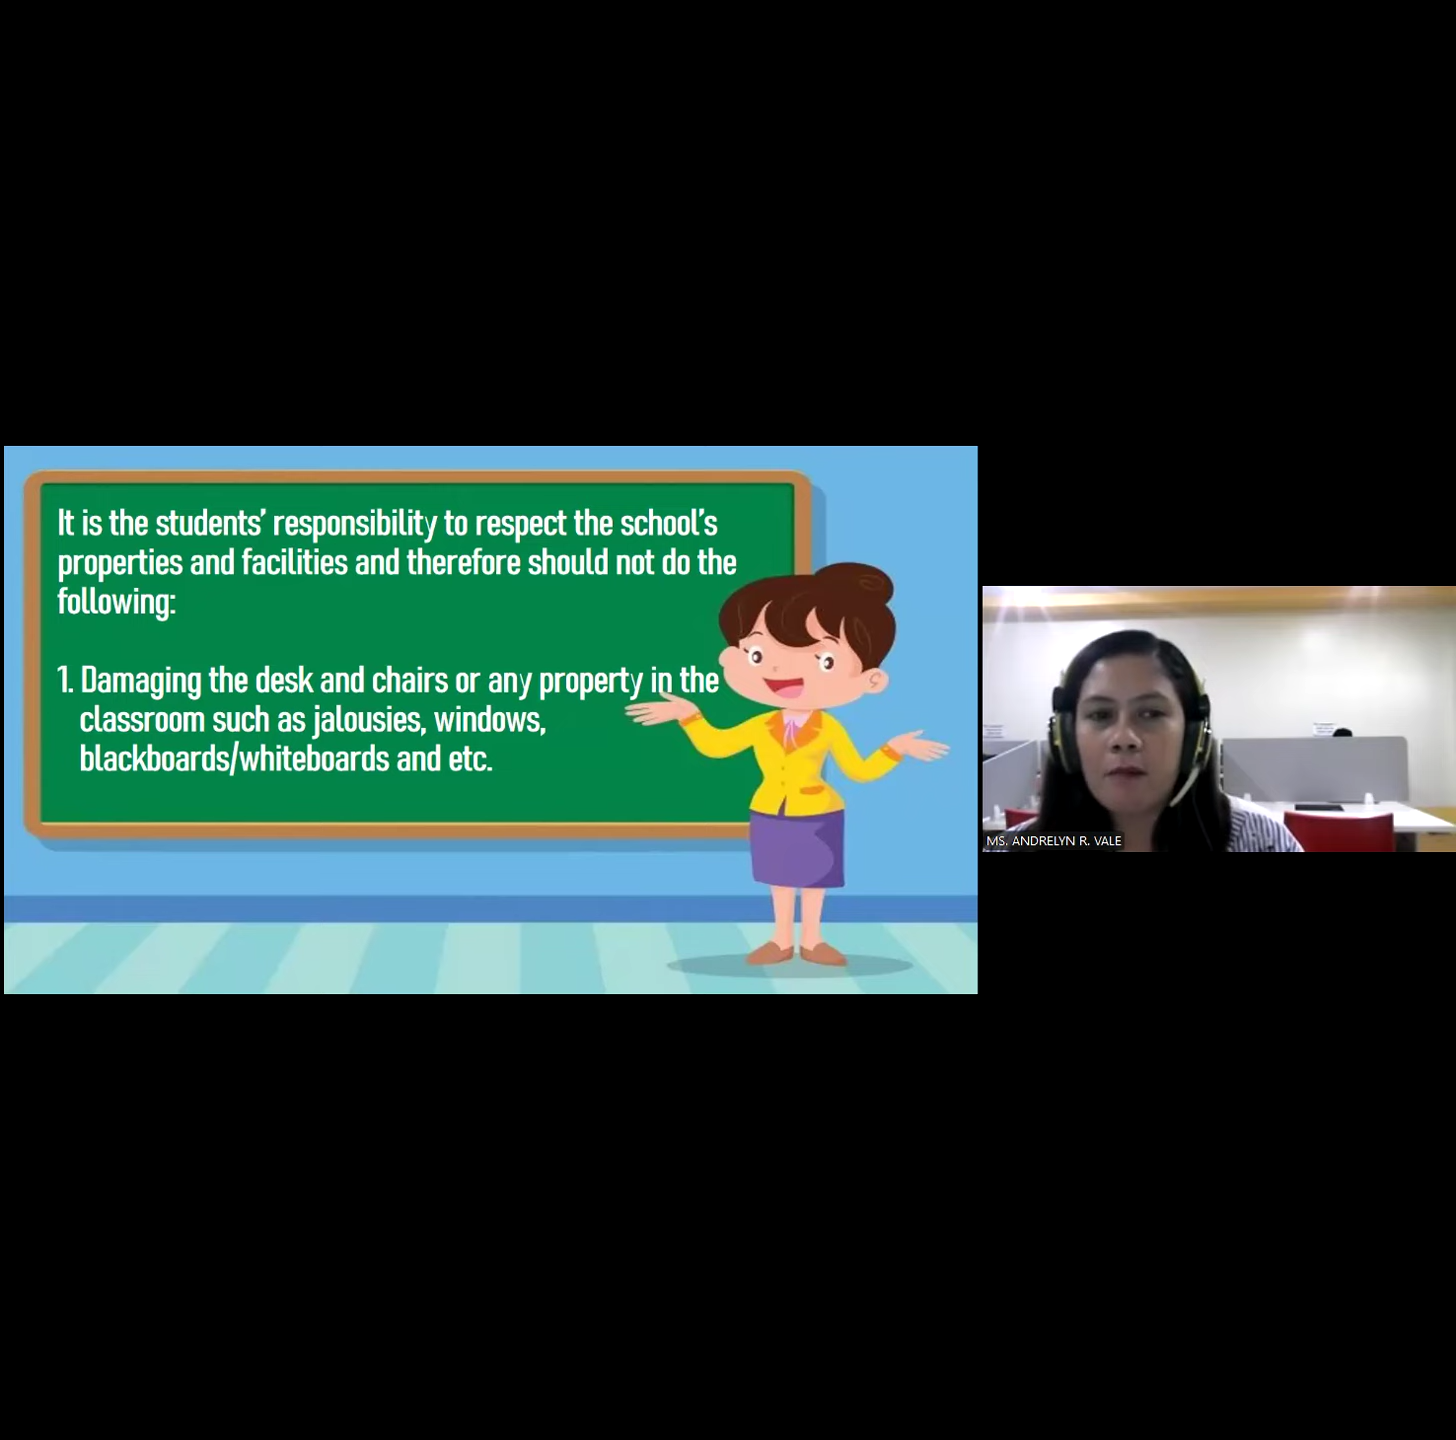 It is the students’ responsibility to respect the school’s
properties and facilities and therefore should not do the
following:
1. Damaging the desk and chairs or any property in the
classroom such as jalousies, windows,
blackboards/whiteboards and etc.
MS. ANDRELYN R. VALE